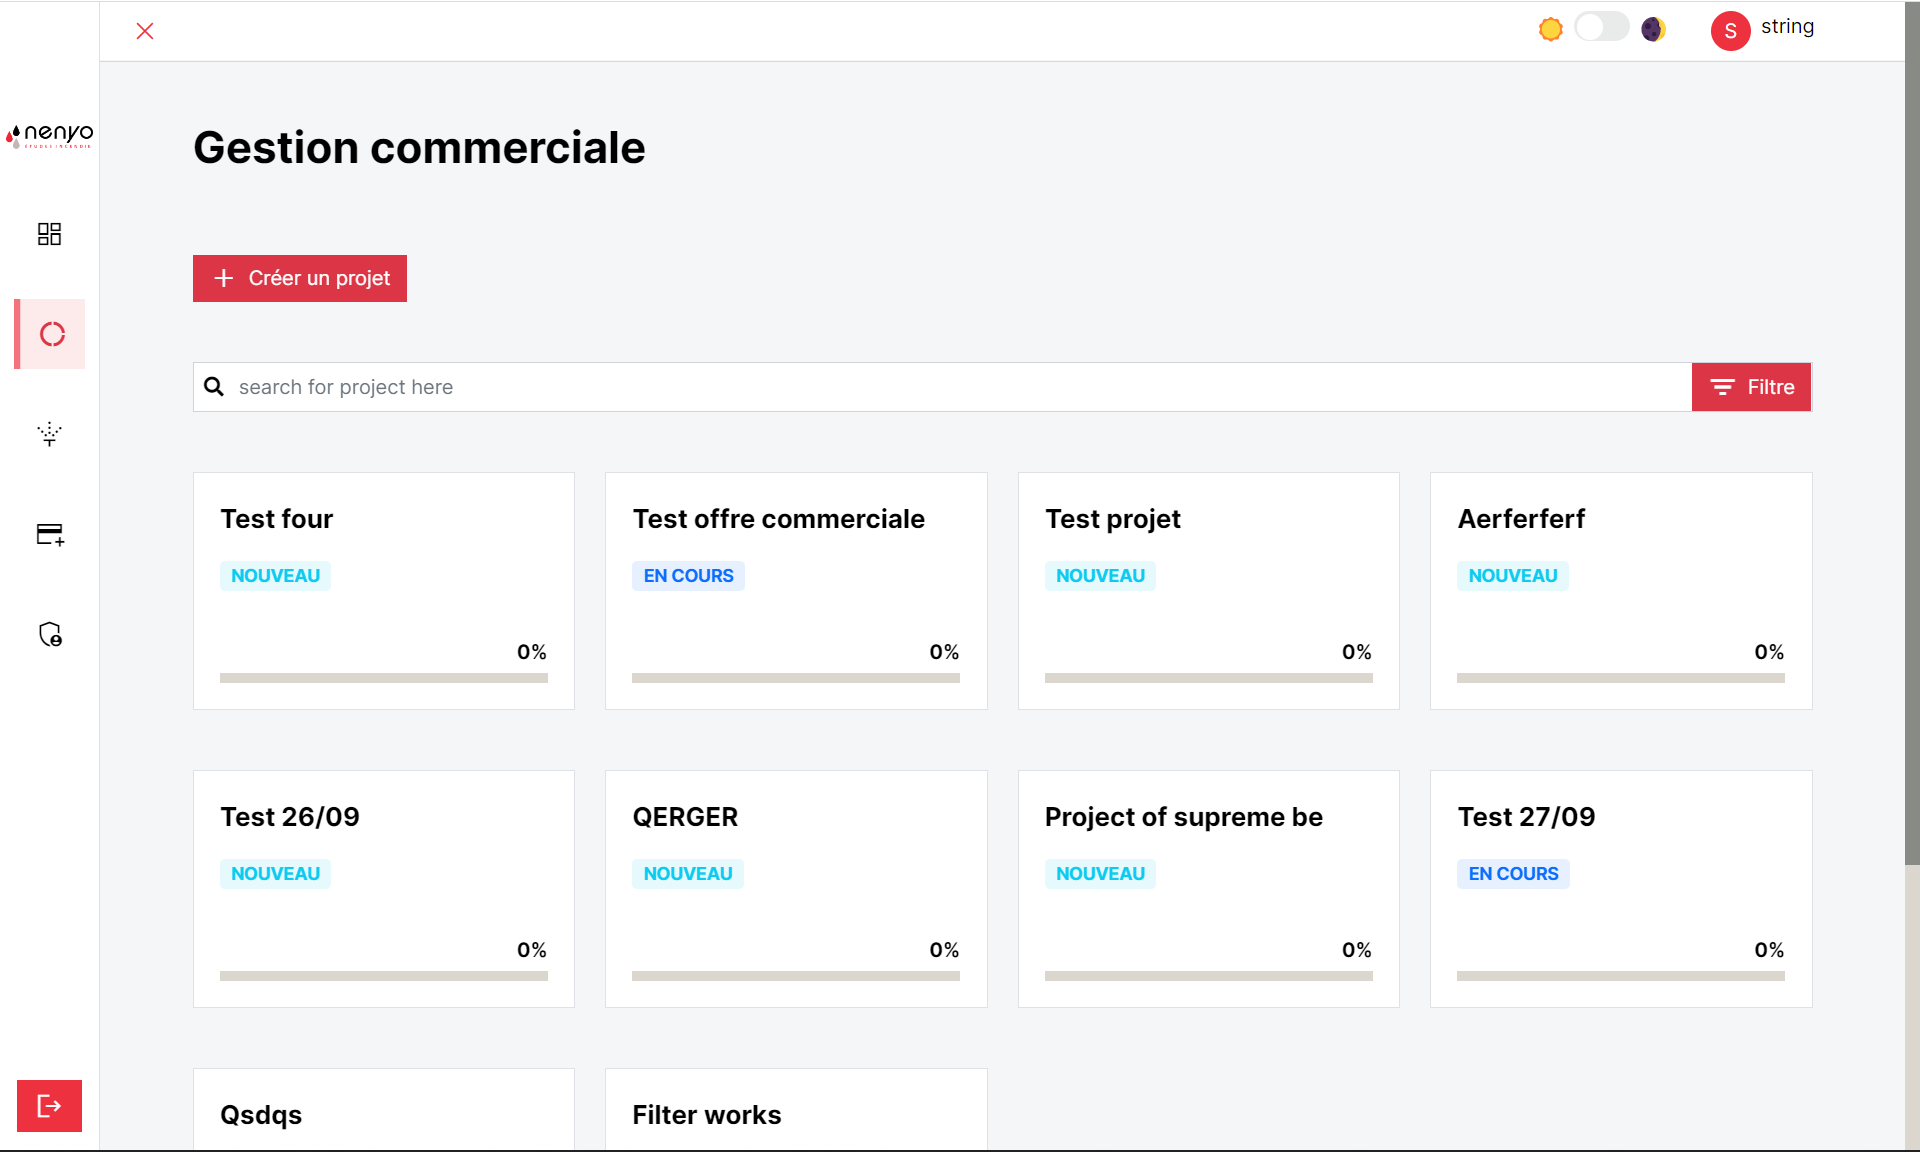 S string
nenyo
ETUDES INCENDIE
Gestion commerciale
Créer un projet
search for project here
Filtre
Test four
NOUVEAU
0%
Test offre commerciale
EN COURS
0%
Test projet
NOUVEAU
0%
Aerferferf
NOUVEAU
0%
Test 26/09
NOUVEAU
0%
QERGER
NOUVEAU
0%
Project of supreme be
NOUVEAU
0%
Test 27/09
EN COURS
0%
Qsdqs
Filter works